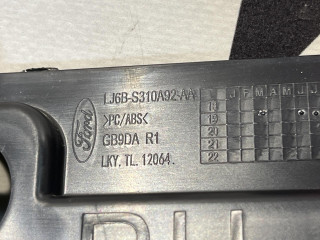 Ford
LJ6B-S310A92-AA
>PC/ABS<
GB9DA R1
LKY. TL. 12064.
J F M A M J J
18
19
20
21
22